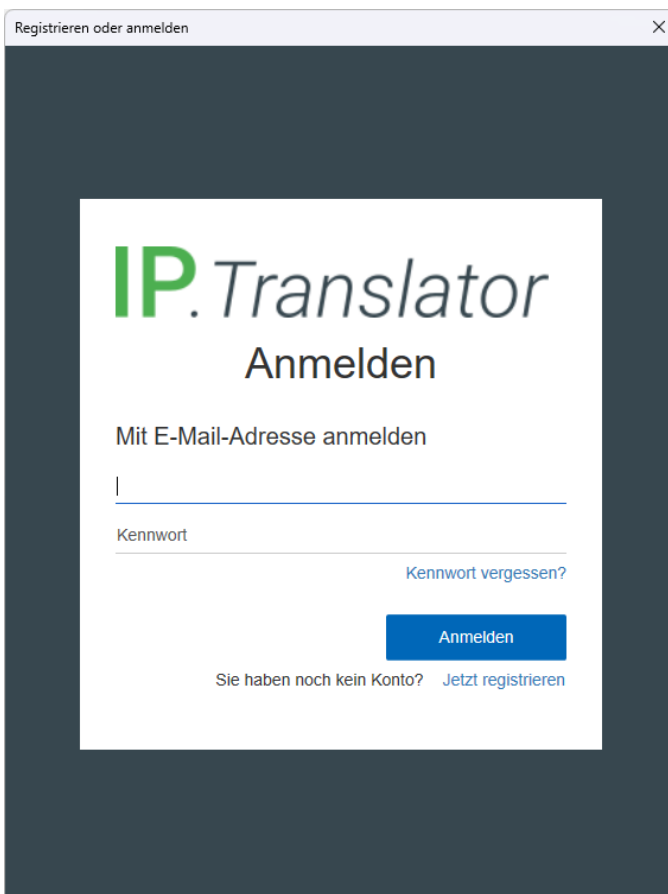 Registrieren oder anmelden
IP.Translator
Anmelden
Mit E-Mail-Adresse anmelden
Kennwort
Kennwort vergessen?
Anmelden
Sie haben noch kein Konto? Jetzt registrieren